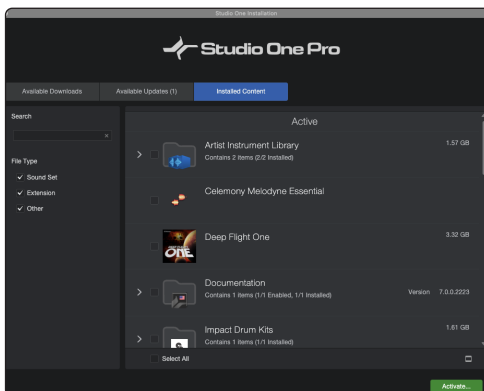 Studio One Installation
Studio One Pro
Available Downloads
Available Updates (1)
Installed Content
Search
File Type
Sound Set
Extension
Other
Active
Artist Instrument Library
1.57 GB
Contains 2 items (2/2 Installed)
Celemony Melodyne Essential
Deep Flight One
3.32 GB
Documentation
Contains 1 items (1/1 Enabled, 1/1 Installed)
Version 7.0.0.2223
Impact Drum Kits
1.61 GB
Contains 1 items (1/1 Installed)
Select All
Activate...